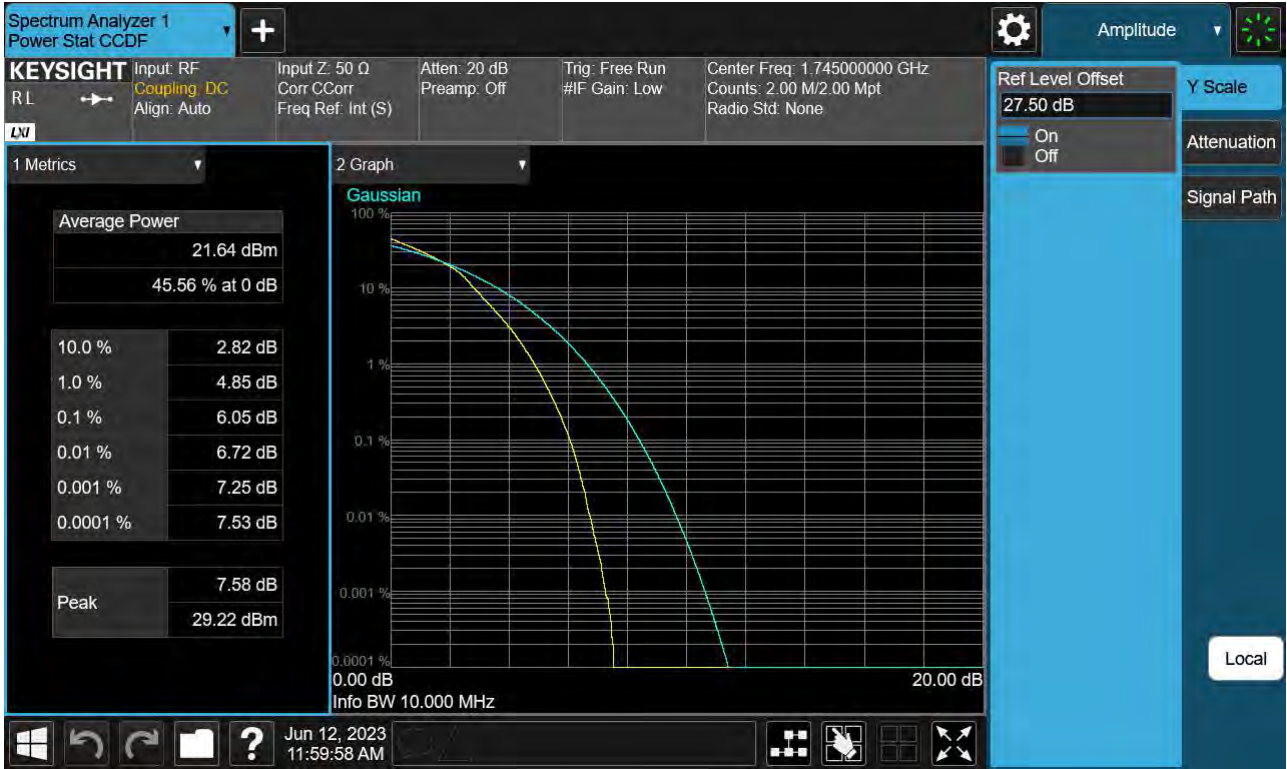 Spectrum Analyzer 1
Power Stat CCDF
Amplitude
KEYSIGHT
RL
LXI
Input: RF
Coupling: DC
Align: Auto
Input Z: 50 Ω
Corr CCorr
Freq Ref: Int (S)
Atten: 20 dB
Preamp: Off
Trig: Free Run
#IF Gain: Low
Center Freq: 1.745000000 GHz
Counts: 2.00 M/2.00 Mpt
Radio Std: None
Ref Level Offset
27.50 dB
On
Off
Y Scale
Attenuation
Signal Path
Local
1 Metrics
Average Power
21.64 dBm
45.56 % at 0 dB
10.0 % 2.82 dB
1.0 % 4.85 dB
0.1 % 6.05 dB
0.01 % 6.72 dB
0.001 % 7.25 dB
0.0001 % 7.53 dB
Peak
7.58 dB
29.22 dBm
2 Graph
Gaussian
100 %
10 %
1 %
0.1 %
0.01 %
0.001 %
0.0001 %
0.00 dB 20.00 dB
Info BW 10.000 MHz
?
Jun 12, 2023
11:59:58 AM